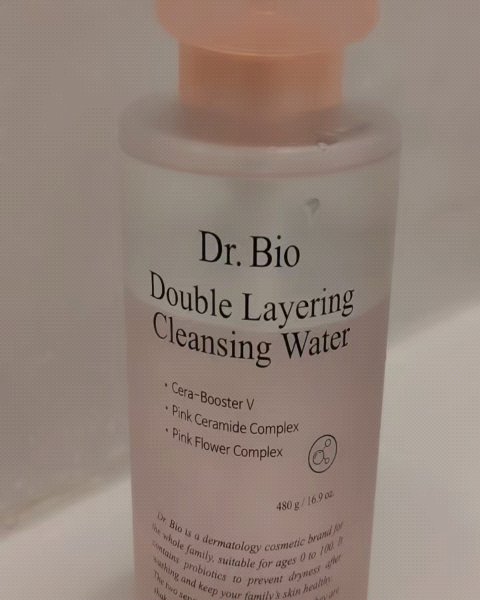 Dr. Bio
Double Layering
Cleansing Water
· Cera-Booster V
· Pink Ceramide Complex
· Pink Flower Complex
480 g / 16.9 oz.
Dr Bio is a dermatology cosmetic brand for
the whole family, suitable for ages 0 to 100. It
contains probiotics to prevent dryness after
washing and keep your family's skin healthy.
The two